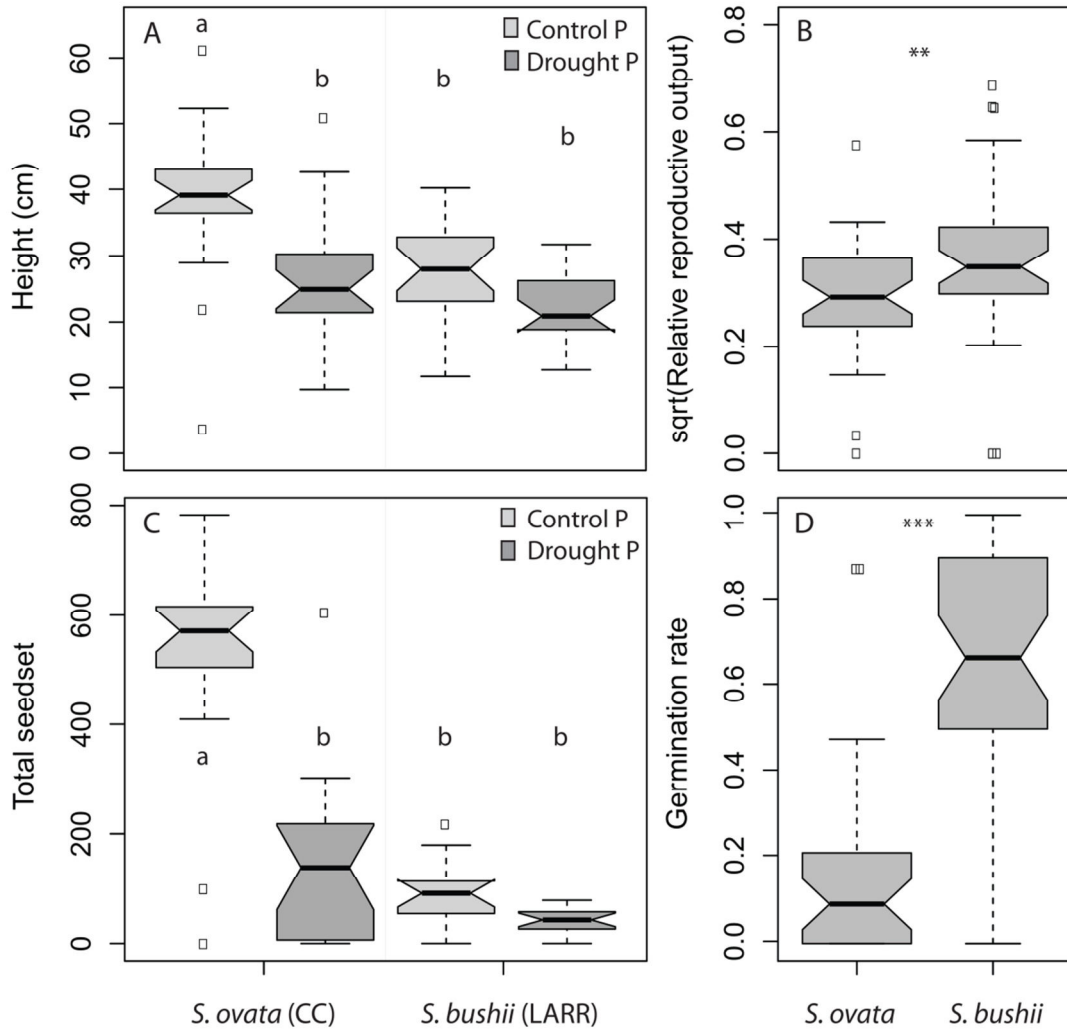 A
a
b
b
b
Control P
Drought P
Height (cm)
60
50
40
30
20
10
0
B
**
sqrt(Relative reproductive output)
0.8
0.6
0.4
0.2
0.0
C
a
b
b
b
Control P
Drought P
Total seedset
800
600
400
200
0
S. ovata (CC)
S. bushii (LARR)
D
***
Germination rate
1.0
0.8
0.6
0.4
0.2
0.0
S. ovata
S. bushii